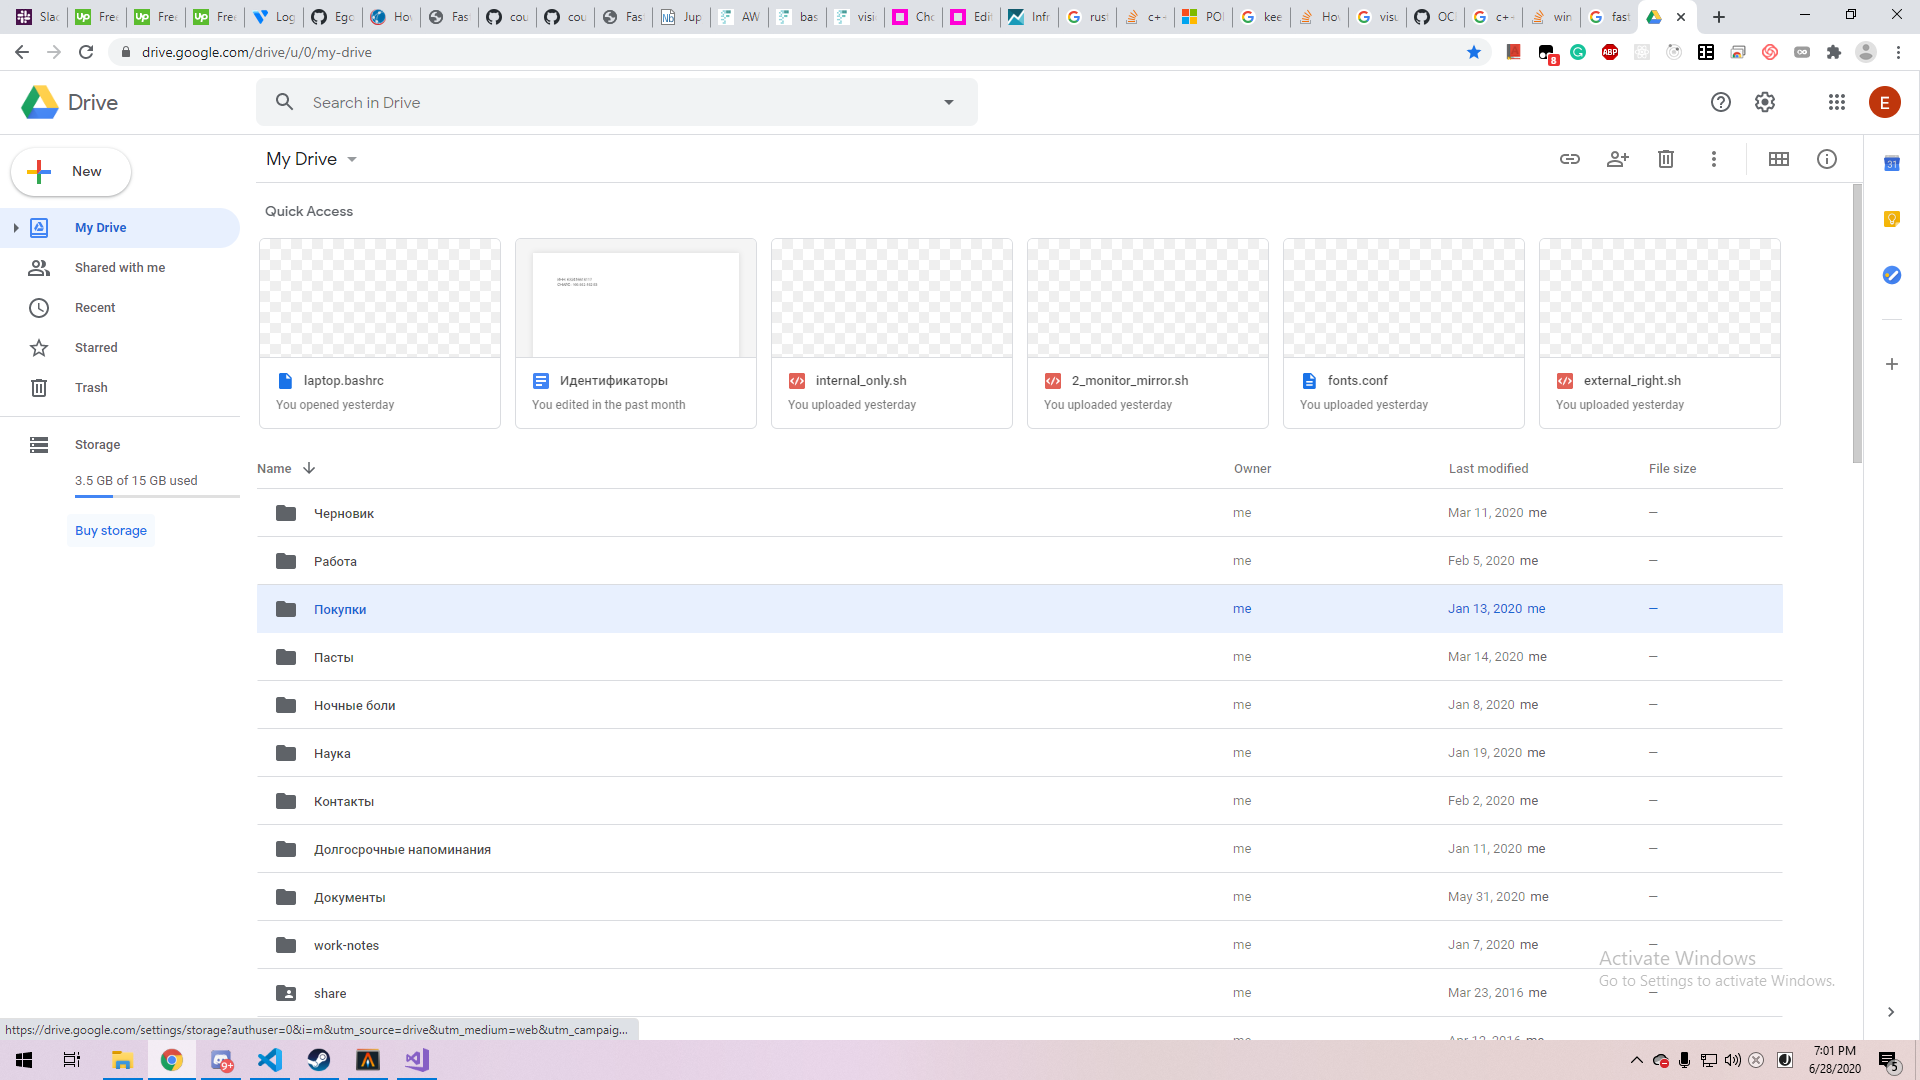 Slac
Free
Free
Free
Log
Ego
How
Fas
cou
cou
Fas
Jup
AW
bas
visi
Cho
Edit
Infr
rus
c++
PO
kee
Ho
visu
OC
c++
win
fast
drive.google.com/drive/u/0/my-drive
8
ABP
Drive
Search in Drive
E
New
My Drive
Shared with me
Recent
Starred
Trash
Storage
3.5 GB of 15 GB used
Buy storage
My Drive
31
Quick Access
laptop.bashrc
You opened yesterday
Идентификаторы
You edited in the past month
internal_only.sh
You uploaded yesterday
2_monitor_mirror.sh
You uploaded yesterday
fonts.conf
You uploaded yesterday
external_right.sh
You uploaded yesterday
Name Owner Last modified File size
Черновик me Mar 11, 2020 me —
Работа me Feb 5, 2020 me —
Покупки me Jan 13, 2020 me —
Пасты me Mar 14, 2020 me —
Ночные боли me Jan 8, 2020 me —
Наука me Jan 19, 2020 me —
Контакты me Feb 2, 2020 me —
Долгосрочные напоминания me Jan 11, 2020 me —
Документы me May 31, 2020 me —
work-notes me Jan 7, 2020 me —
share me Mar 23, 2016 me —
Activate Windows
Go to Settings to activate Windows.
https://drive.google.com/settings/storage?authuser=0&i=m&utm_source=drive&utm_medium=web&utm_campaig...
9+
7:01 PM
6/28/2020
5